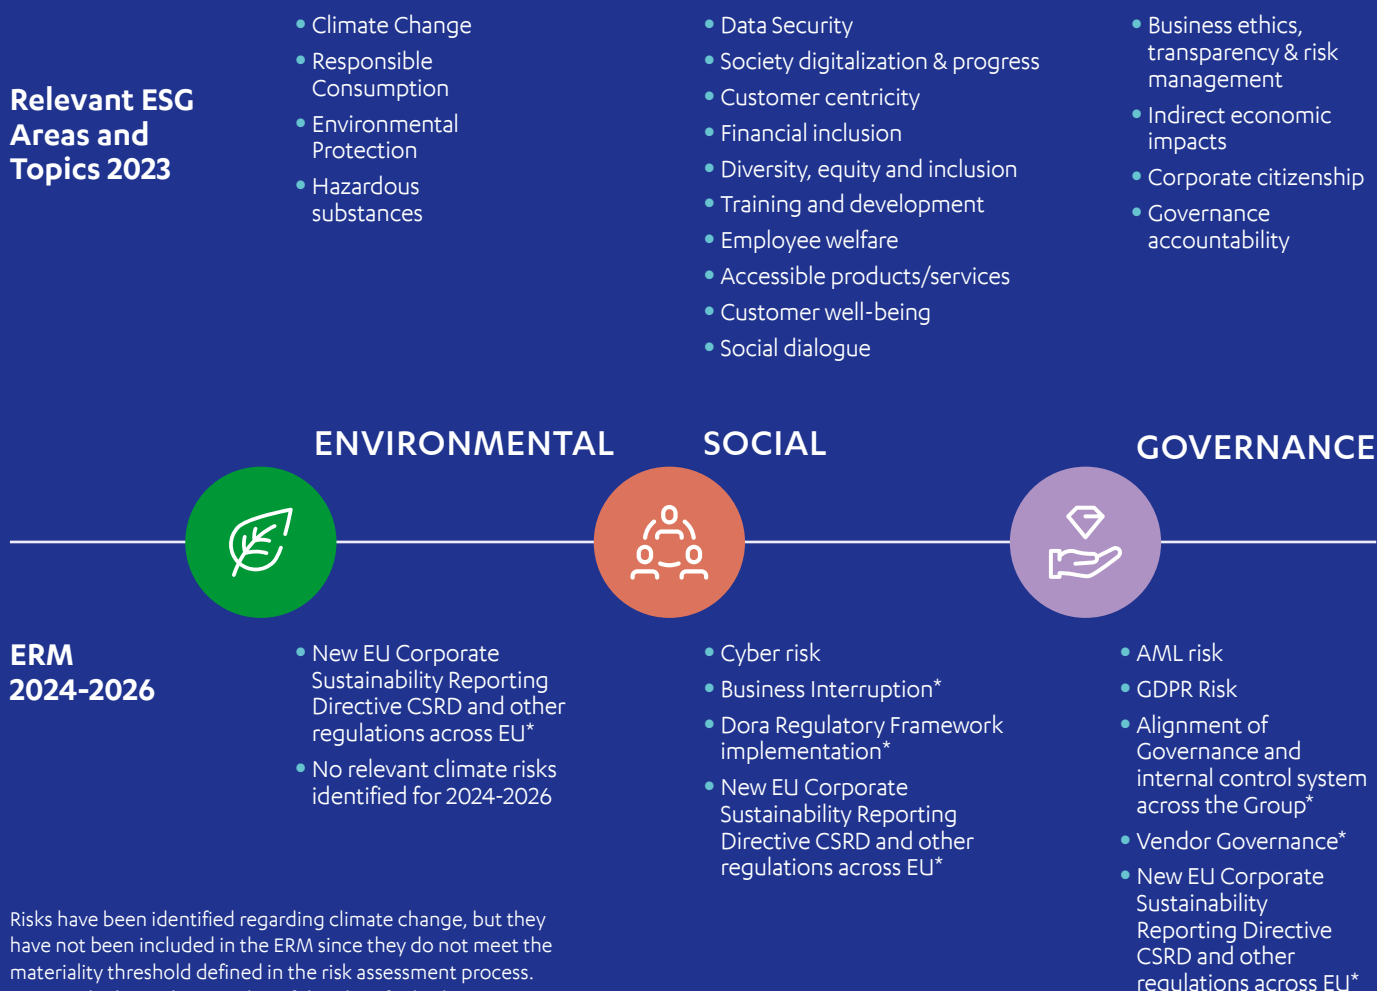 Relevant ESG
Areas and
Topics 2023
• Climate Change
• Responsible
Consumption
• Environmental
Protection
• Hazardous
substances
• Data Security
• Society digitalization & progress
• Customer centricity
• Financial inclusion
• Diversity, equity and inclusion
• Training and development
• Employee welfare
• Accessible products/services
• Customer well-being
• Social dialogue
• Business ethics,
transparency & risk
management
• Indirect economic
impacts
• Corporate citizenship
• Governance
accountability
ENVIRONMENTAL
SOCIAL
GOVERNANCE
ERM
2024-2026
• New EU Corporate
Sustainability Reporting
Directive CSRD and other
regulations across EU*
• No relevant climate risks
identified for 2024-2026
• Cyber risk
• Business Interruption*
• Dora Regulatory Framework
implementation*
• New EU Corporate
Sustainability Reporting
Directive CSRD and other
regulations across EU*
• AML risk
• GDPR Risk
• Alignment of
Governance and
internal control system
across the Group*
• Vendor Governance*
• New EU Corporate
Sustainability
Reporting Directive
CSRD and other
regulations across EU*
Risks have been identified regarding climate change, but they
have not been included in the ERM since they do not meet the
materiality threshold defined in the risk assessment process.